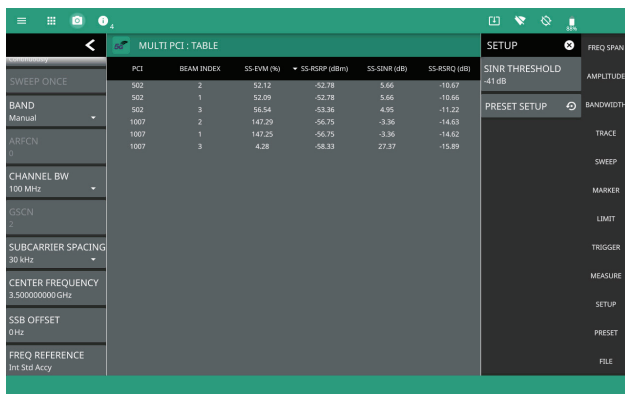 4
88%
5G MULTI PCI : TABLE
SETUP
FREQ SPAN
AMPLITUDE
BANDWIDTH
TRACE
SWEEP
MARKER
LIMIT
TRIGGER
MEASURE
SETUP
PRESET
FILE
Continuously
SWEEP ONCE
BAND
Manual
ARFCN
0
CHANNEL BW
100 MHz
GSCN
2
SUBCARRIER SPACING
30 kHz
CENTER FREQUENCY
3.500000000 GHz
SSB OFFSET
0 Hz
FREQ REFERENCE
Int Std Accy
PCI BEAM INDEX SS-EVM (%) SS-RSRP (dBm) SS-SINR (dB) SS-RSRQ (dB)
502 2 52.12 -52.78 5.66 -10.67
502 1 52.09 -52.78 5.66 -10.66
502 3 56.54 -53.36 4.95 -11.22
1007 2 147.29 -56.75 -3.36 -14.63
1007 1 147.25 -56.75 -3.36 -14.62
1007 3 4.28 -58.33 27.37 -15.89
SINR THRESHOLD
-41 dB
PRESET SETUP